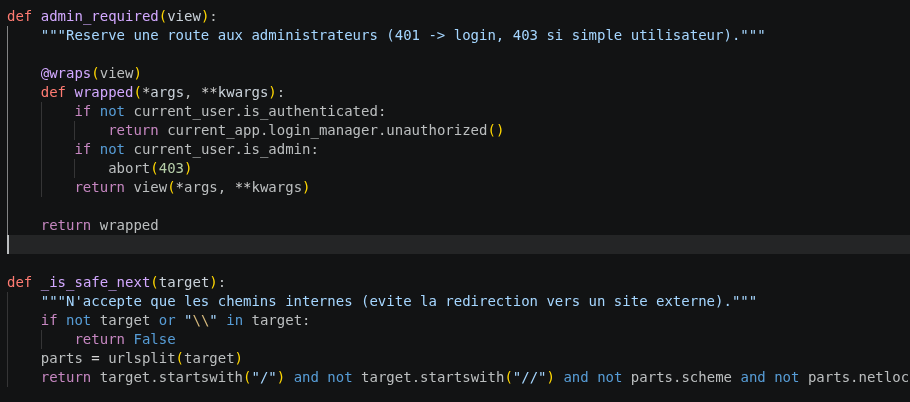 def admin_required(view):
    """Reserve une route aux administrateurs (401 -> login, 403 si simple utilisateur)."""
    @wraps(view)
    def wrapped(*args, **kwargs):
        if not current_user.is_authenticated:
            return current_app.login_manager.unauthorized()
        if not current_user.is_admin:
            abort(403)
        return view(*args, **kwargs)
    return wrapped
def _is_safe_next(target):
    """N'accepte que les chemins internes (evite la redirection vers un site externe)."""
    if not target or "\\" in target:
        return False
    parts = urlsplit(target)
    return target.startswith("/") and not target.startswith("//") and not parts.scheme and not parts.netloc